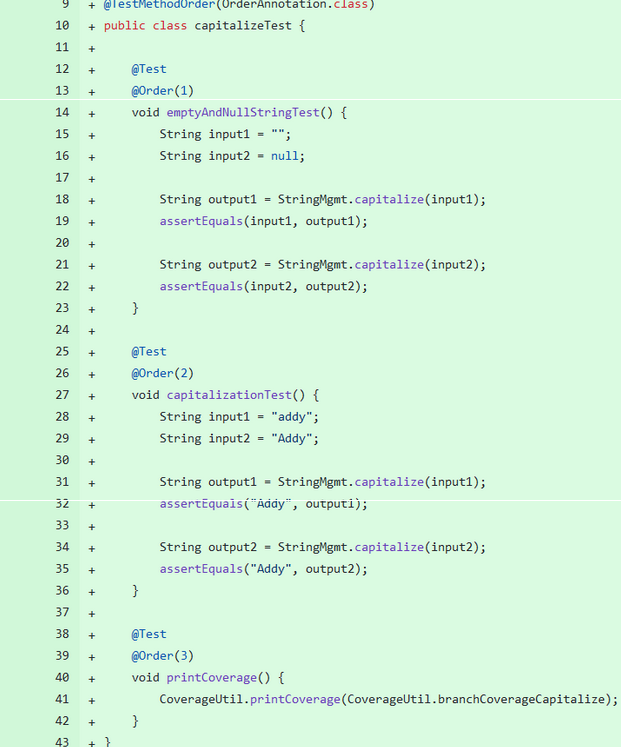 9 + @TestMethodOrder(OrderAnnotation.class)
10 + public class capitalizeTest {
11 +
12 + @Test
13 + @Order(1)
14 + void emptyAndNullStringTest() {
15 + String input1 = "";
16 + String input2 = null;
17 +
18 + String output1 = StringMgmt.capitalize(input1);
19 + assertEquals(input1, output1);
20 +
21 + String output2 = StringMgmt.capitalize(input2);
22 + assertEquals(input2, output2);
23 + }
24 +
25 + @Test
26 + @Order(2)
27 + void capitalizationTest() {
28 + String input1 = "addy";
29 + String input2 = "Addy";
30 +
31 + String output1 = StringMgmt.capitalize(input1);
32 + assertEquals("Addy", output1);
33 +
34 + String output2 = StringMgmt.capitalize(input2);
35 + assertEquals("Addy", output2);
36 + }
37 +
38 + @Test
39 + @Order(3)
40 + void printCoverage() {
41 + CoverageUtil.printCoverage(CoverageUtil.branchCoverageCapitalize);
42 + }
43 + }